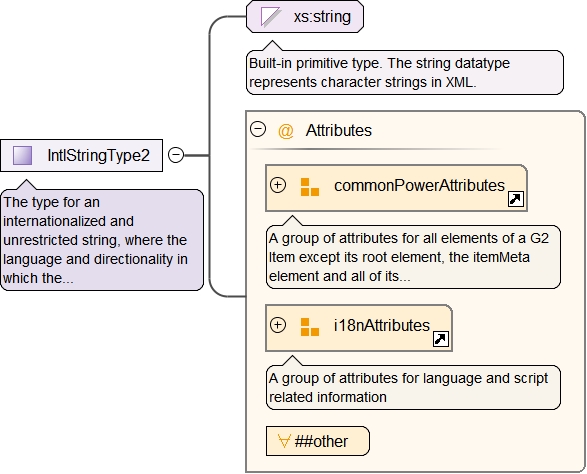 xs:string
Built-in primitive type. The string datatype
represents character strings in XML.
IntlStringType2
The type for an
internationalized and
unrestricted string, where the
language and directionality in
which the...
@ Attributes
commonPowerAttributes
A group of attributes for all elements of a G2
Item except its root element, the itemMeta
element and all of its...
i18nAttributes
A group of attributes for language and script
related information
∀ ##other